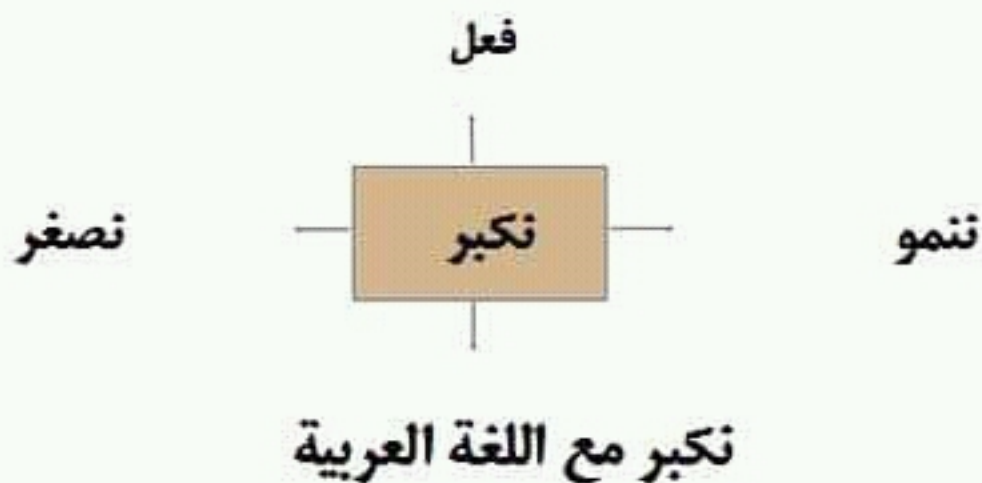 فعل
ننمو
نكبر
نصغر
نكبر مع اللغة العربية